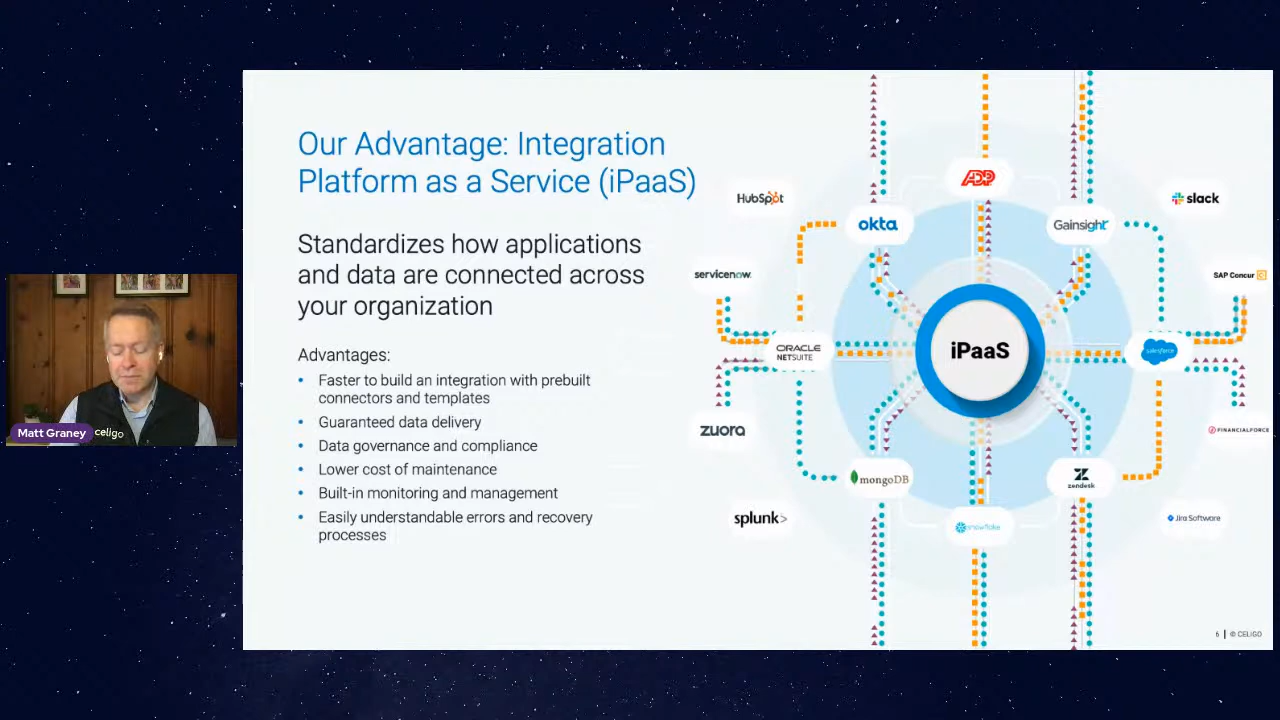 Our Advantage: Integration
Platform as a Service (iPaaS)
Standardizes how applications
and data are connected across
your organization
Advantages:
• Faster to build an integration with prebuilt
connectors and templates
• Guaranteed data delivery
• Data governance and compliance
• Lower cost of maintenance
• Built-in monitoring and management
• Easily understandable errors and recovery
processes
ADP
HubSpot
slack
okta
Gainsight
servicenow
SAP Concur
ORACLE
NETSUITE
iPaaS
salesforce
zuora
FINANCIALFORCE
mongoDB
zendesk
splunk>
snowflake
Jira Software
Matt Graney
celigo
6 | © CELIGO